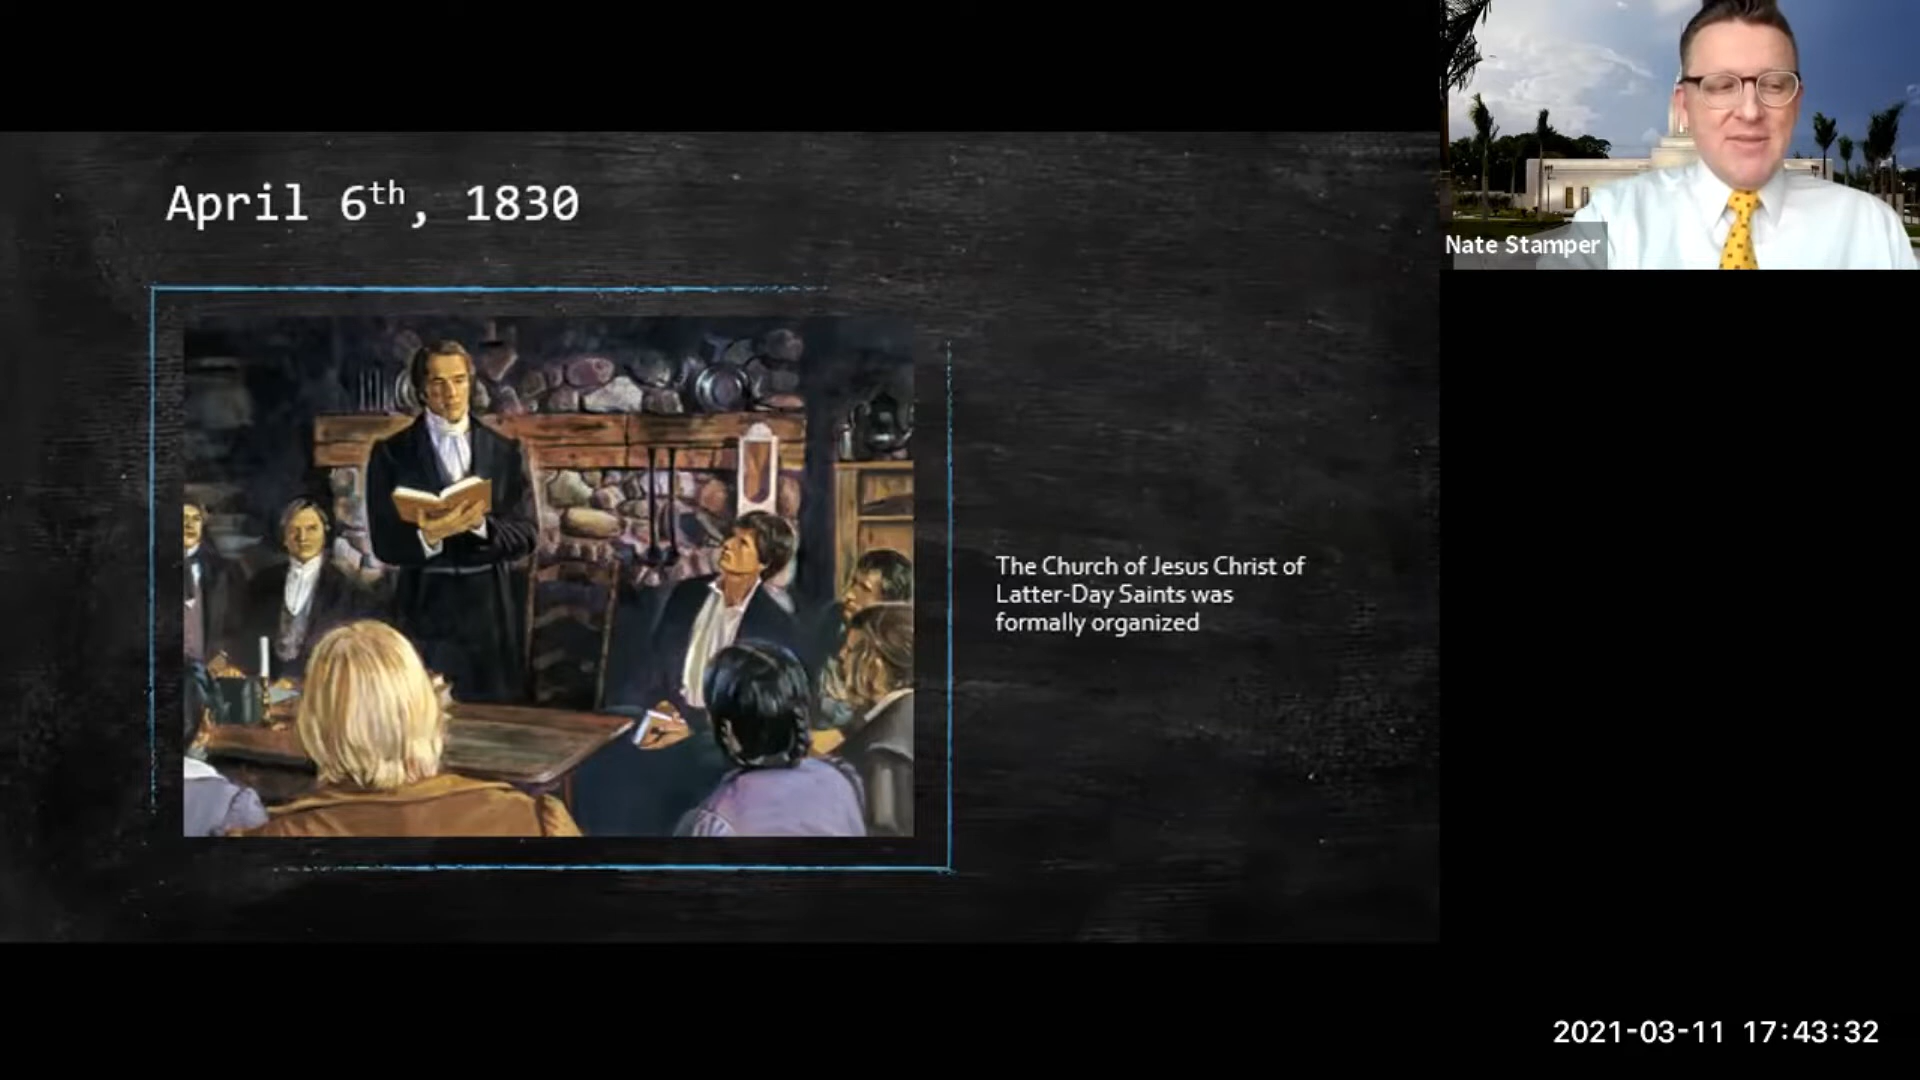 April 6th, 1830
The Church of Jesus Christ of
Latter-Day Saints was
formally organized
Nate Stamper
2021-03-11 17:43:32